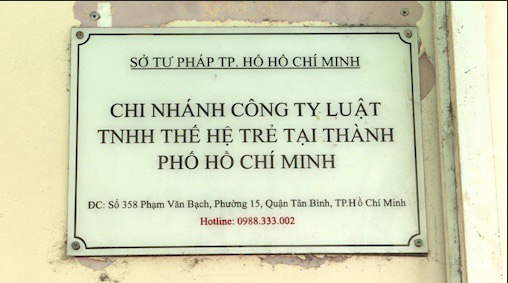 SỞ TƯ PHÁP TP. HỒ HỒ CHÍ MINH
CHI NHÁNH CÔNG TY LUẬT
TNHH THẾ HỆ TRẺ TẠI THÀNH
PHỐ HỒ CHÍ MINH
ĐC: Số 358 Phạm Văn Bạch, Phường 15, Quận Tân Bình, TP.Hồ Chí Minh
Hotline: 0988.333.002